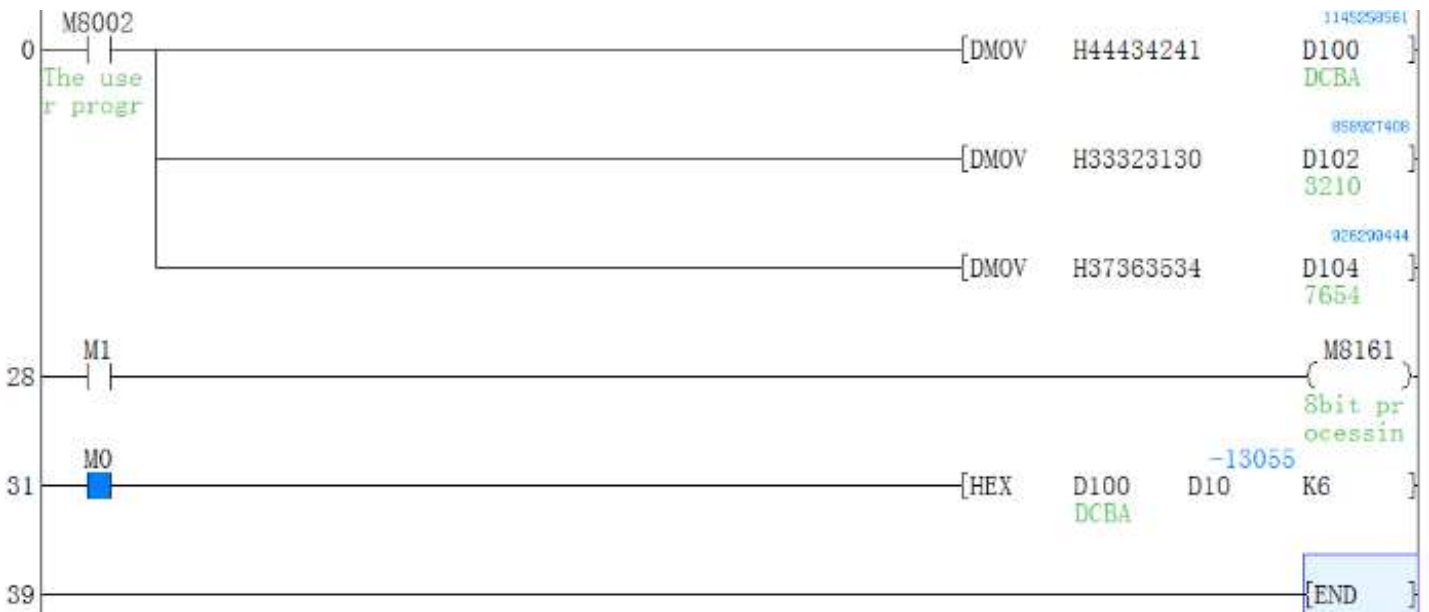 M8002
1145258561
0 [DMOV H44434241 D100 ]
The use DCBA
r progr
858927408
[DMOV H33323130 D102 ]
3210
926299444
[DMOV H37363534 D104 ]
7654
M1 M8161
28 ( )
8bit pr
ocessin
M0 -13055
31 [HEX D100 D10 K6 ]
DCBA
39 [END ]